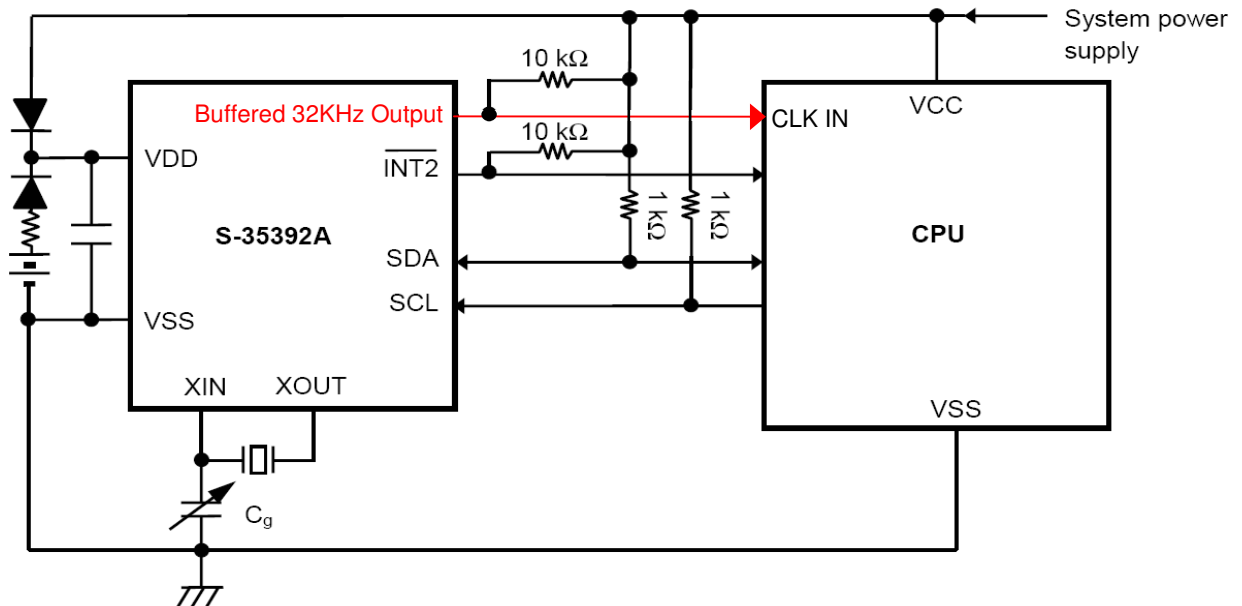 System power
supply
10 kΩ
Buffered 32KHz Output
CLK IN
VCC
10 kΩ
VDD
INT2
1 kΩ
1 kΩ
S-35392A
CPU
SDA
SCL
VSS
XIN
XOUT
VSS
Cg